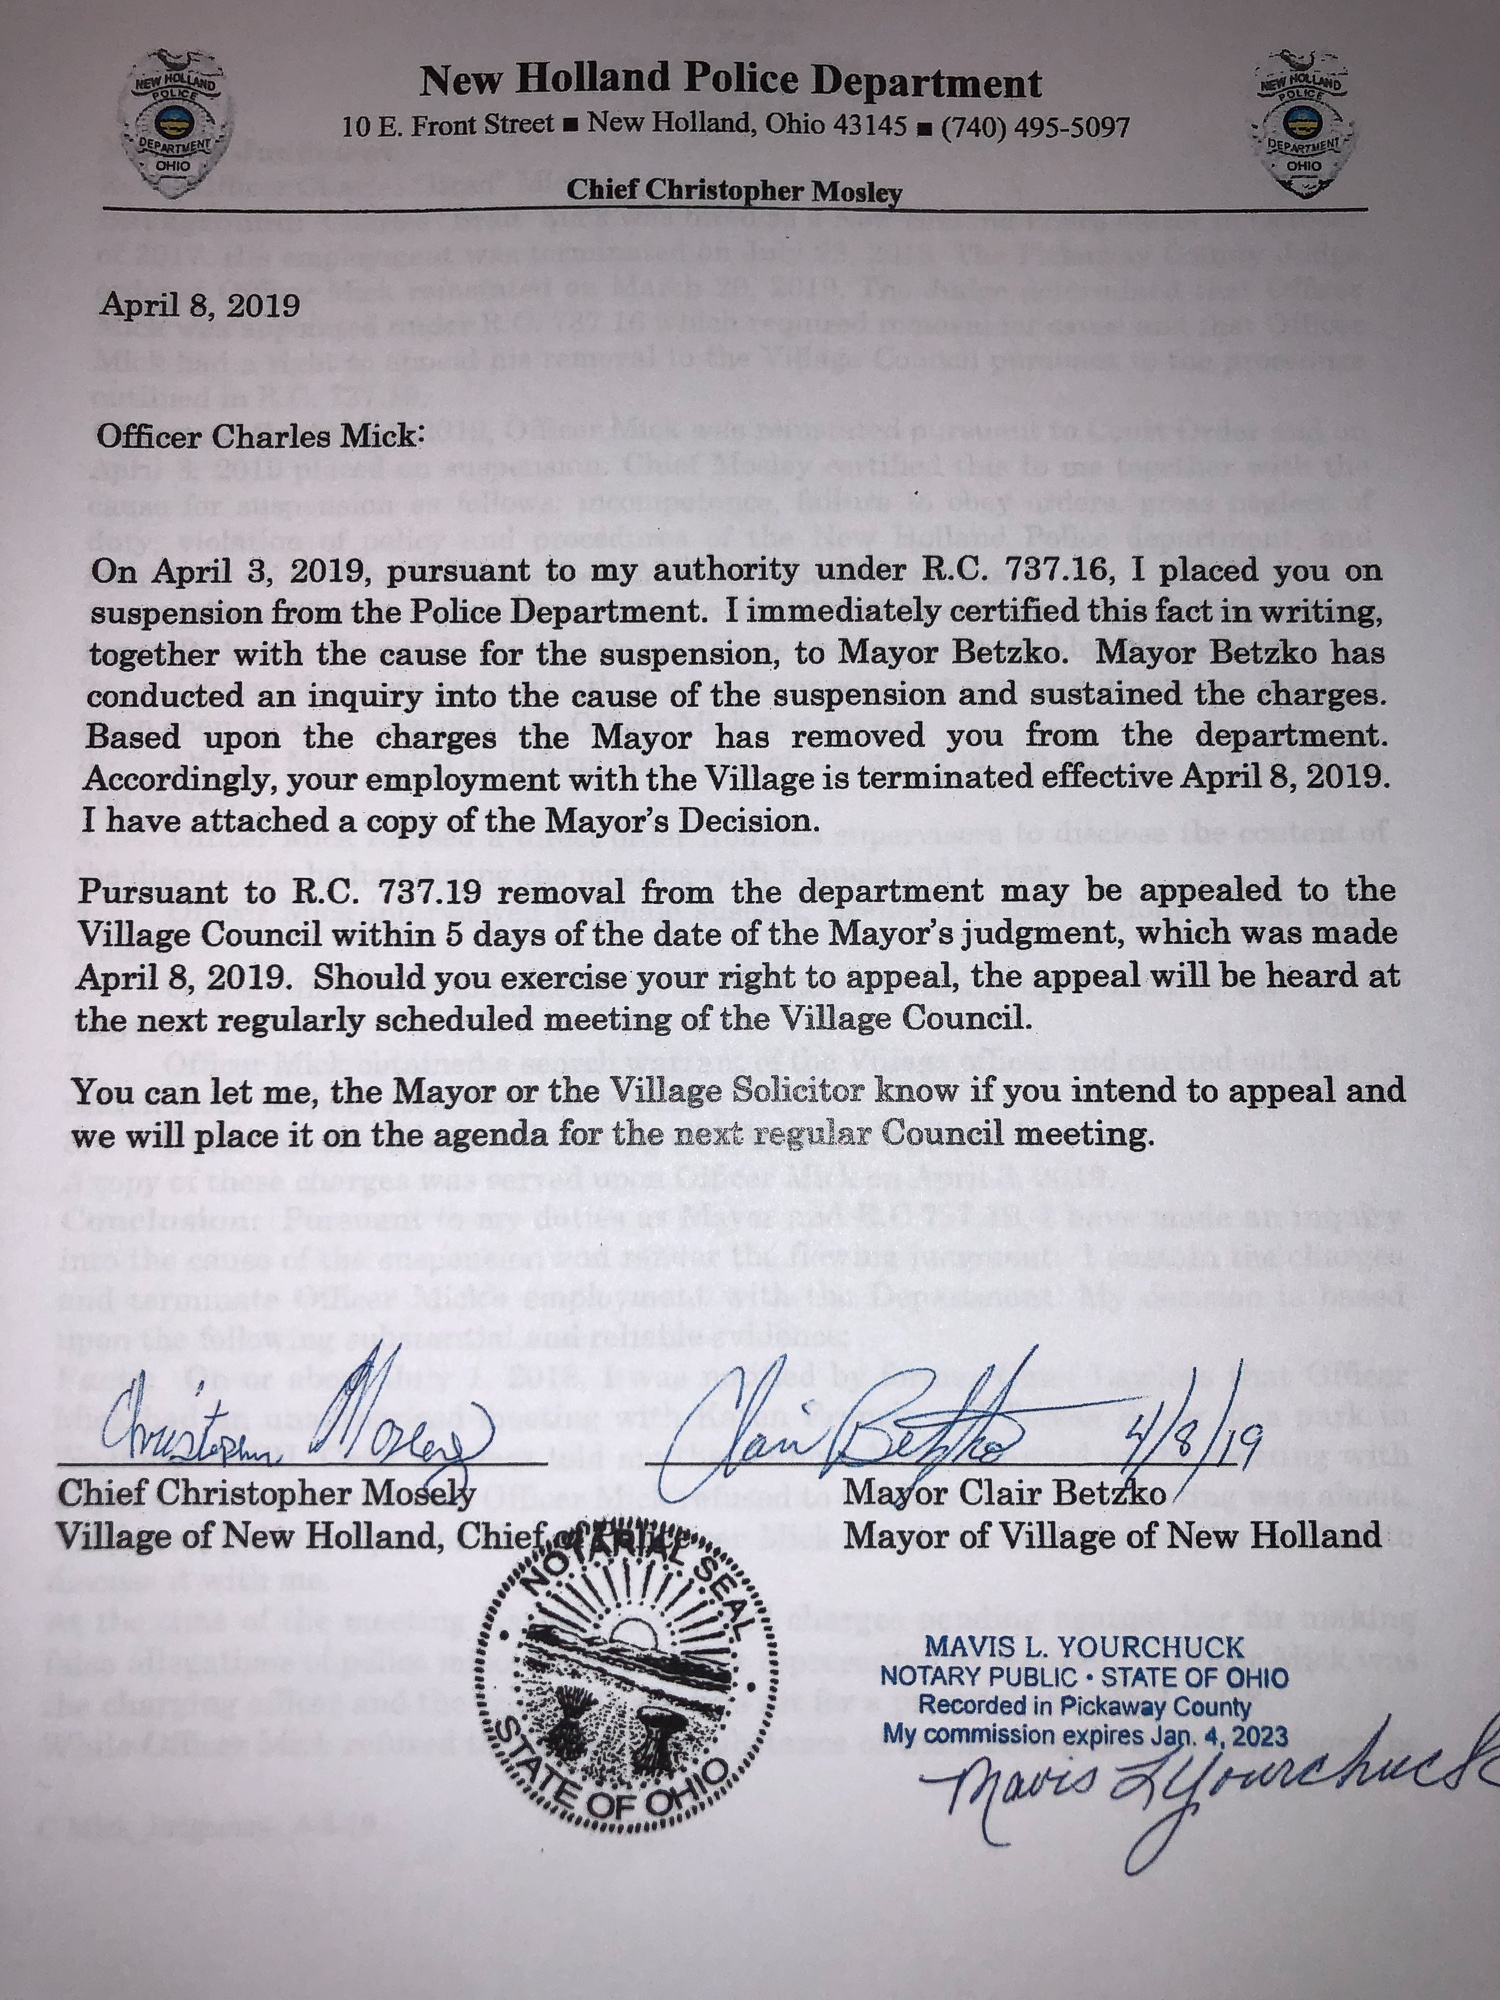 NEW HOLLAND
POLICE
DEPARTMENT
OHIO
New Holland Police Department
10 E. Front Street ■ New Holland, Ohio 43145 ■ (740) 495-5097
Chief Christopher Mosley
NEW HOLLAND
POLICE
DEPARTMENT
OHIO
April 8, 2019
Officer Charles Mick:
On April 3, 2019, pursuant to my authority under R.C. 737.16, I placed you on
suspension from the Police Department. I immediately certified this fact in writing,
together with the cause for the suspension, to Mayor Betzko. Mayor Betzko has
conducted an inquiry into the cause of the suspension and sustained the charges.
Based upon the charges the Mayor has removed you from the department.
Accordingly, your employment with the Village is terminated effective April 8, 2019.
I have attached a copy of the Mayor's Decision.
Pursuant to R.C. 737.19 removal from the department may be appealed to the
Village Council within 5 days of the date of the Mayor's judgment, which was made
April 8, 2019. Should you exercise your right to appeal, the appeal will be heard at
the next regularly scheduled meeting of the Village Council.
You can let me, the Mayor or the Village Solicitor know if you intend to appeal and
we will place it on the agenda for the next regular Council meeting.
Christopher Mosley
Clair Betzko 4/8/19
Chief Christopher Mosely
Mayor Clair Betzko
Village of New Holland, Chief of Police
Mayor of Village of New Holland
NOTARIAL SEAL
STATE OF OHIO
MAVIS L. YOURCHUCK
NOTARY PUBLIC • STATE OF OHIO
Recorded in Pickaway County
My commission expires Jan. 4, 2023
Mavis L Yourchuck